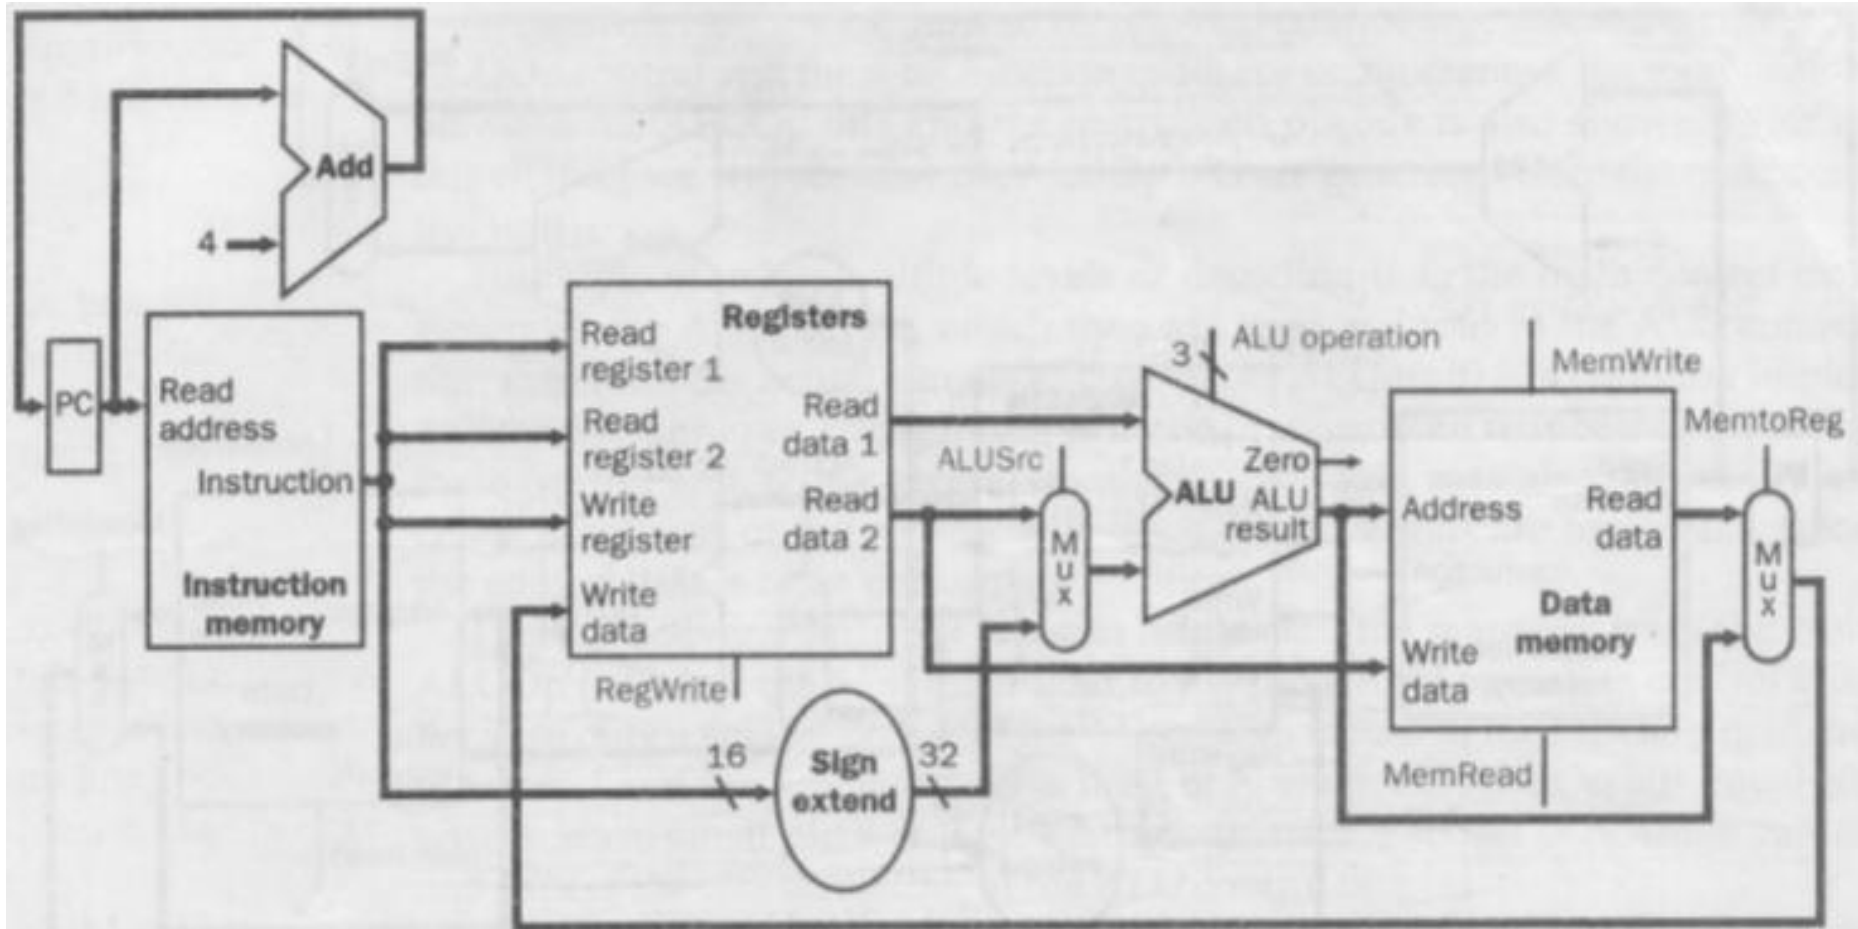 Add
4
PC
Read
address
Instruction
Instruction
memory
Registers
Read
register 1
Read
register 2
Write
register
Write
data
Read
data 1
Read
data 2
RegWrite
16
Sign
extend
32
ALUSrc
M
u
x
3
ALU operation
Zero
ALU
ALU
result
MemWrite
Address
Read
data
Data
memory
Write
data
MemRead
MemtoReg
M
u
x